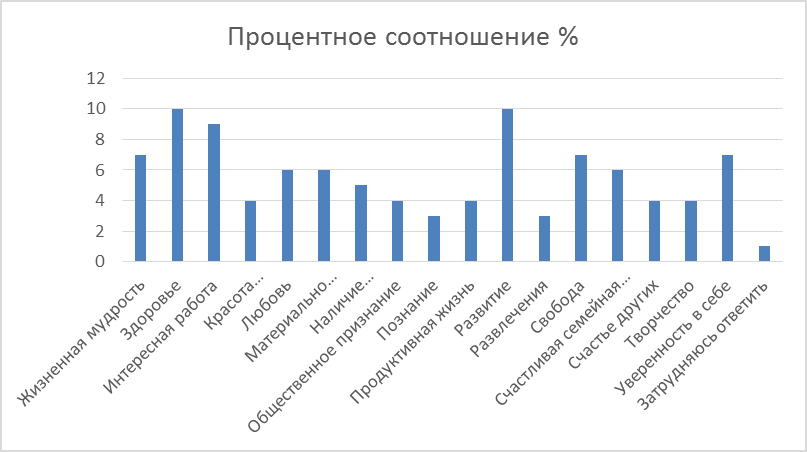 Процентное соотношение %
12
10
8
6
4
2
0
Жизненная мудрость
Здоровье
Интересная работа
Красота...
Любовь
Материально...
Наличие...
Общественное признание
Познание
Продуктивная жизнь
Развитие
Развлечения
Свобода
Счастливая семейная...
Счастье других
Творчество
Уверенность в себе
Затрудняюсь ответить